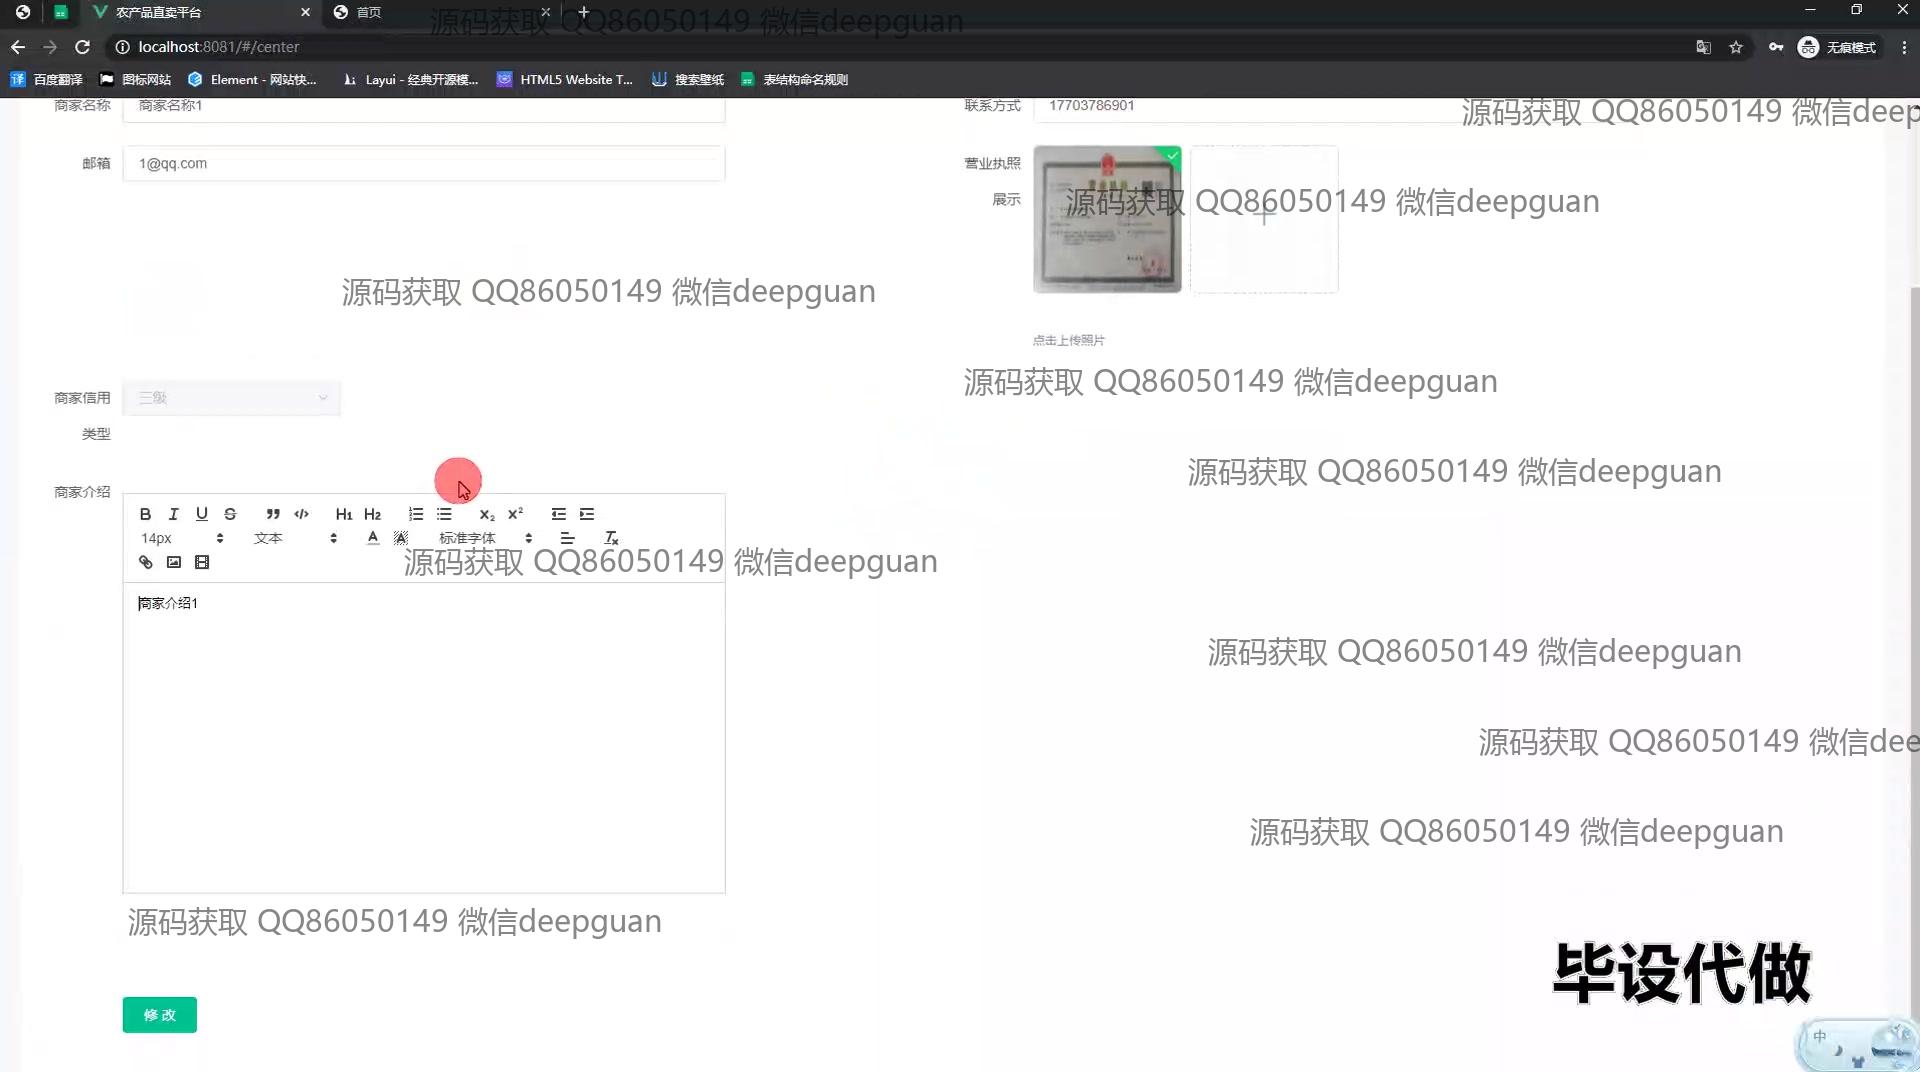 农产品直卖平台
首页
源码获取 QQ86050149 微信deepguan
localhost:8081/#/center
无痕模式
百度翻译
图标网站
Element - 网站快...
Layui - 经典开源模...
HTML5 Website T...
搜索壁纸
表结构命名规则
商家名称
商家名称1
联系方式
17703786901
源码获取 QQ86050149 微信deep
邮箱
1@qq.com
营业执照
展示
源码获取 QQ86050149 微信deepguan
源码获取 QQ86050149 微信deepguan
点击上传照片
源码获取 QQ86050149 微信deepguan
商家信用
类型
三级
源码获取 QQ86050149 微信deepguan
商家介绍
B I U S H1 H2 X2 X2
14px 文本 A A 标准字体 Tx
源码获取 QQ86050149 微信deepguan
商家介绍1
源码获取 QQ86050149 微信deepguan
源码获取 QQ86050149 微信dee
源码获取 QQ86050149 微信deepguan
源码获取 QQ86050149 微信deepguan
毕设代做
修改
中